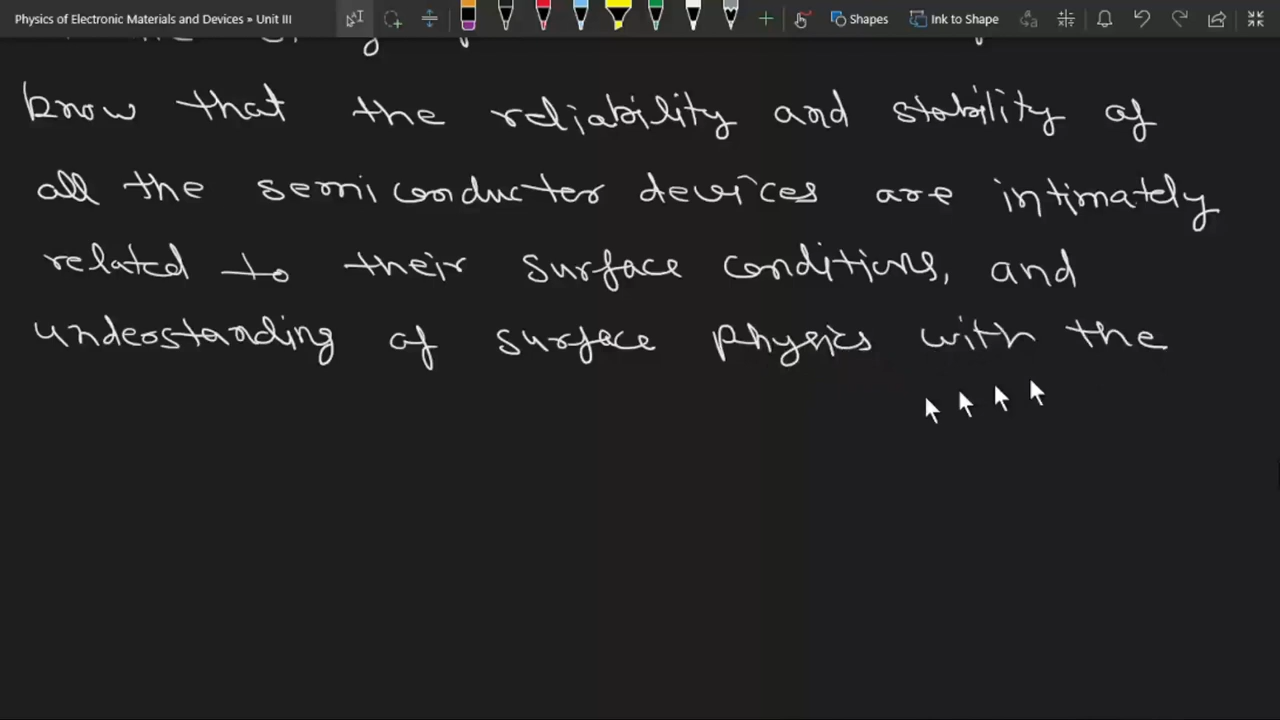 Physics of Electronic Materials and Devices » Unit III
Shapes
Ink to Shape
know that the reliability and stability of
all the semiconductor devices are intimately
related to their surface conditions, and
understanding of surface physics with the